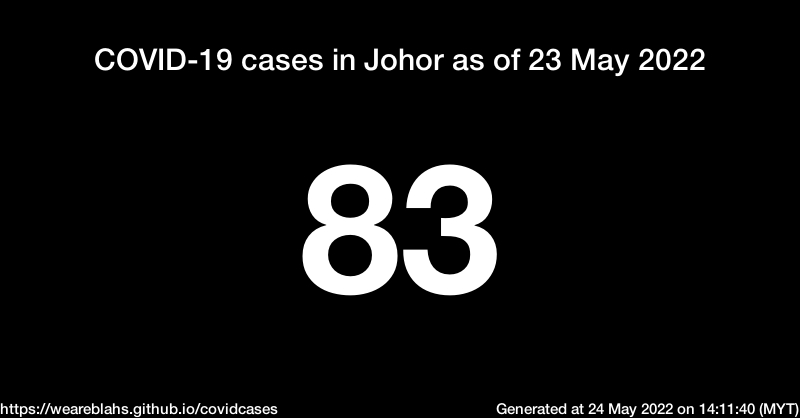 COVID-19 cases in Johor as of 23 May 2022
83
https://weareblahs.github.io/covidcases
Generated at 24 May 2022 on 14:11:40 (MYT)